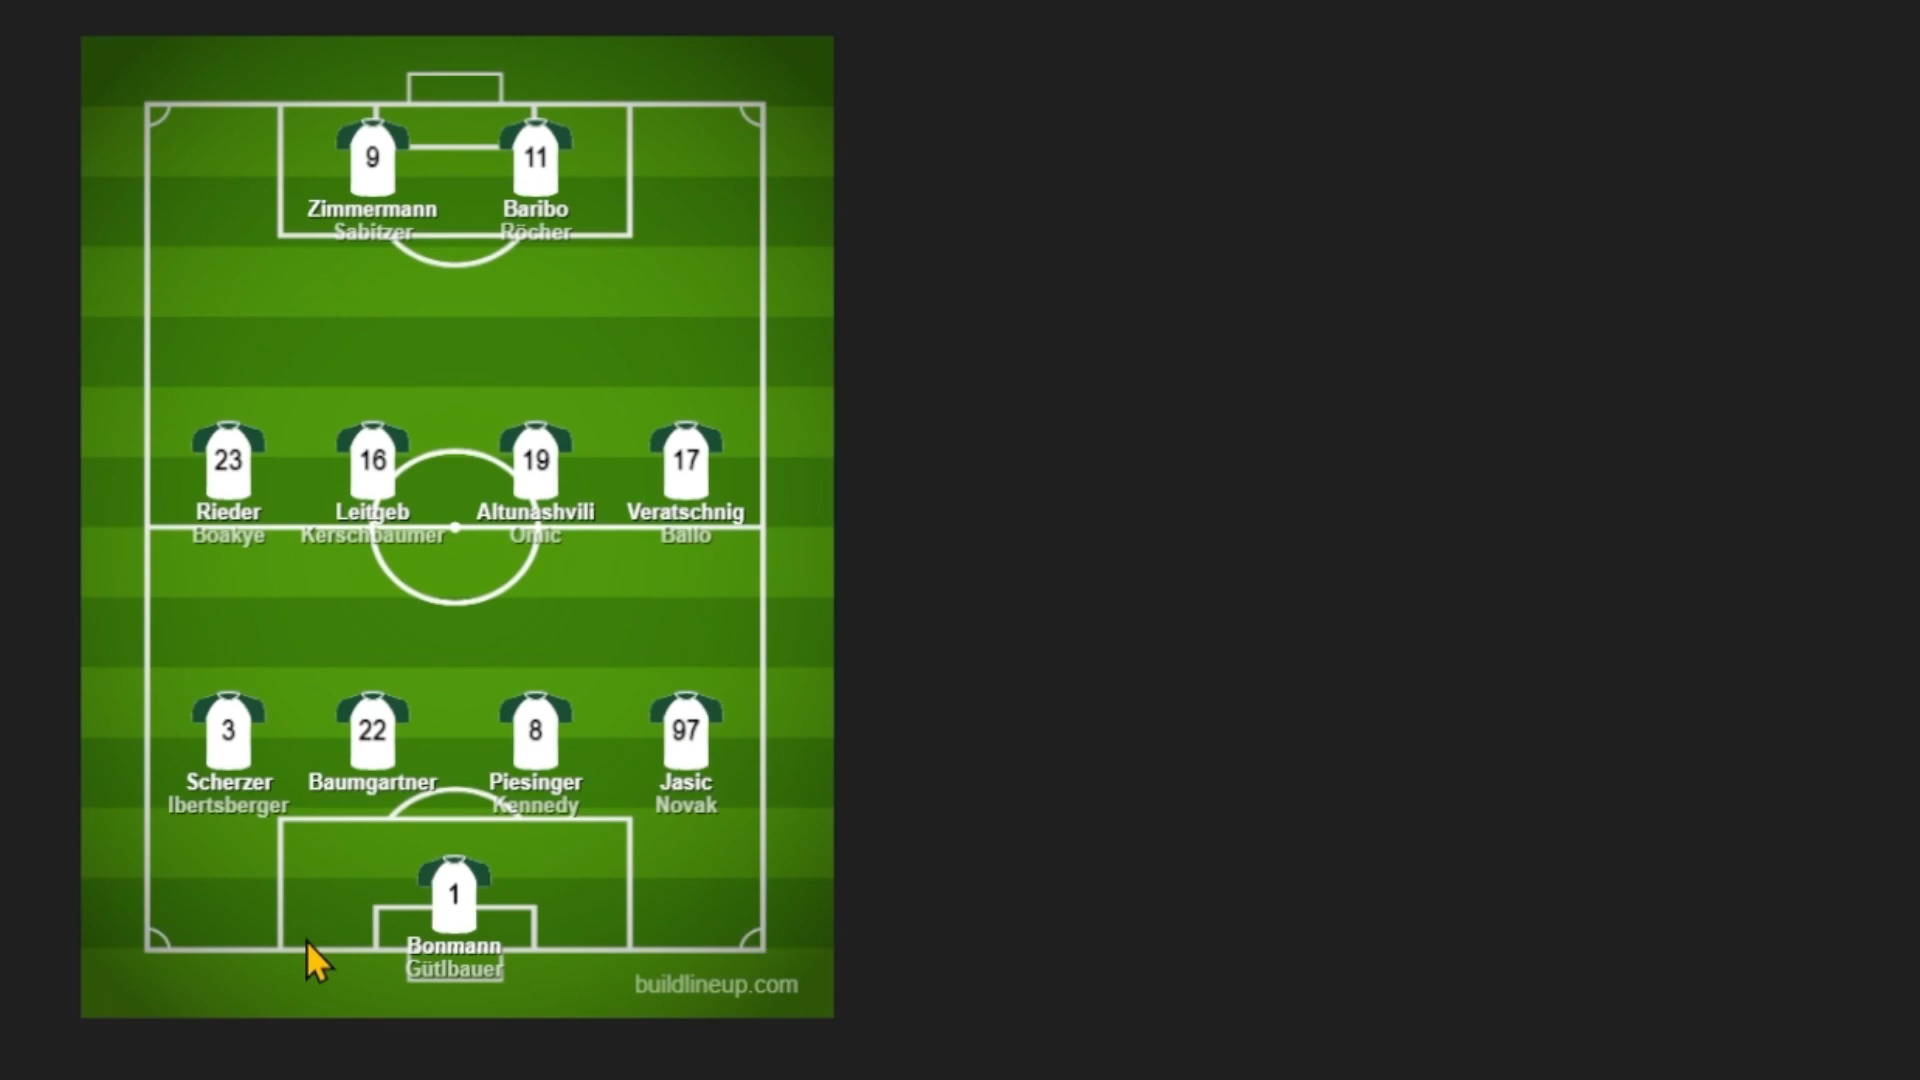 9
11
Zimmermann
Baribo
Sabitzer
Röcher
23
16
19
17
Rieder
Leitgeb
Altunashvili
Veratschnig
Boakye
Kerschbaumer
Omic
Ballo
3
22
8
97
Scherzer
Baumgartner
Piesinger
Jasic
Ibertsberger
Kennedy
Novak
1
Bonmann
Gütlbauer
buildlineup.com